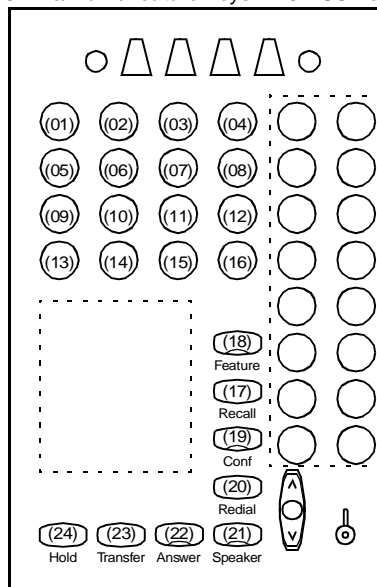 (01) (02) (03) (04)
(05) (06) (07) (08)
(09) (10) (11) (12)
(13) (14) (15) (16)
(18)
Feature
(17)
Recall
(19)
Conf
(20)
Redial
(24) (23) (22) (21)
Hold Transfer Answer Speaker